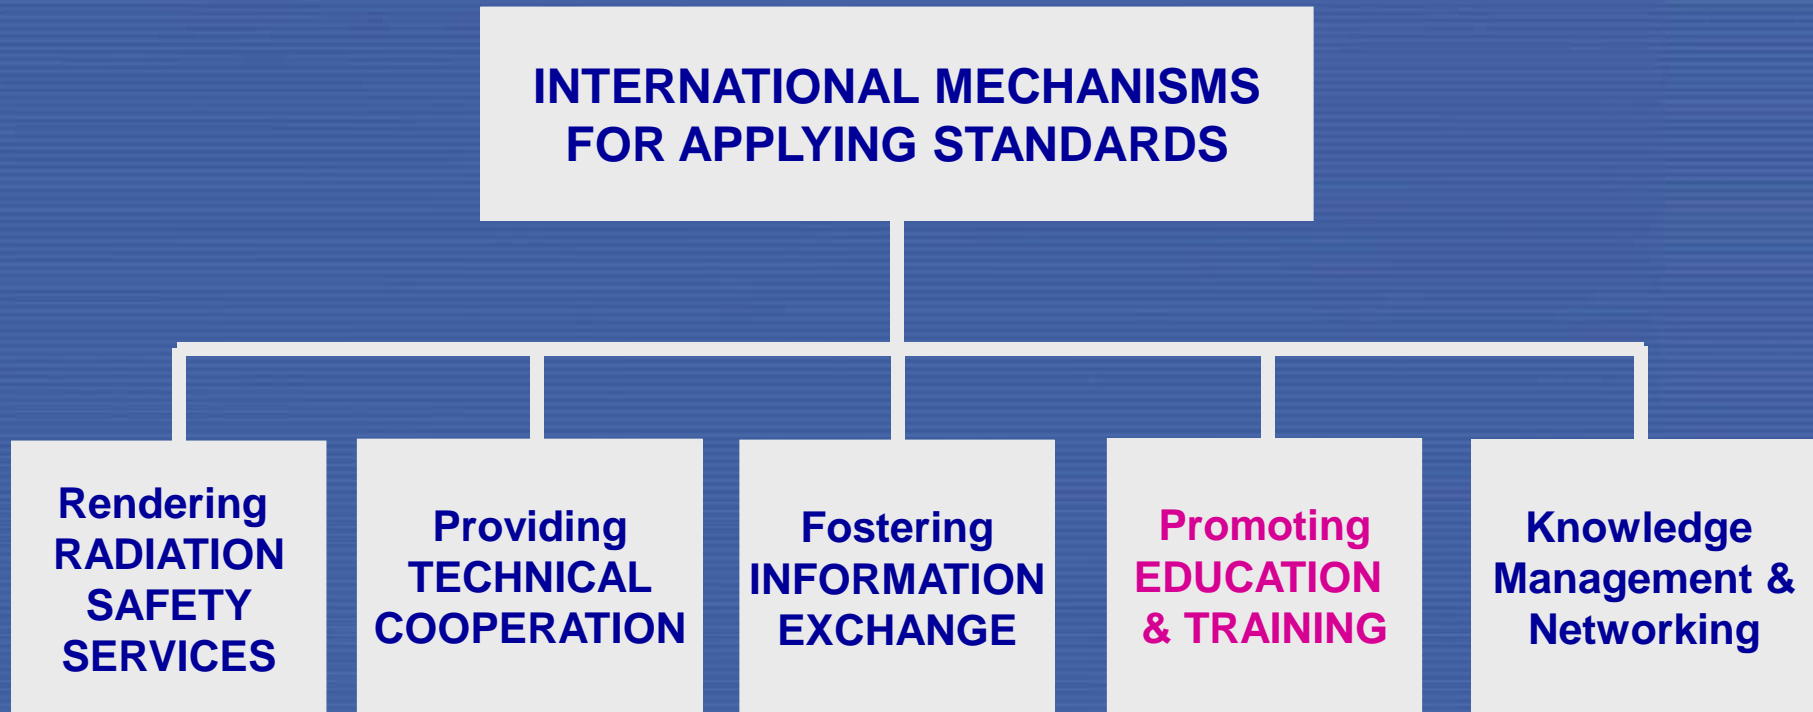 INTERNATIONAL MECHANISMS
FOR APPLYING STANDARDS
Rendering
RADIATION
SAFETY
SERVICES
Providing
TECHNICAL
COOPERATION
Fostering
INFORMATION
EXCHANGE
Promoting
EDUCATION
& TRAINING
Knowledge
Management &
Networking